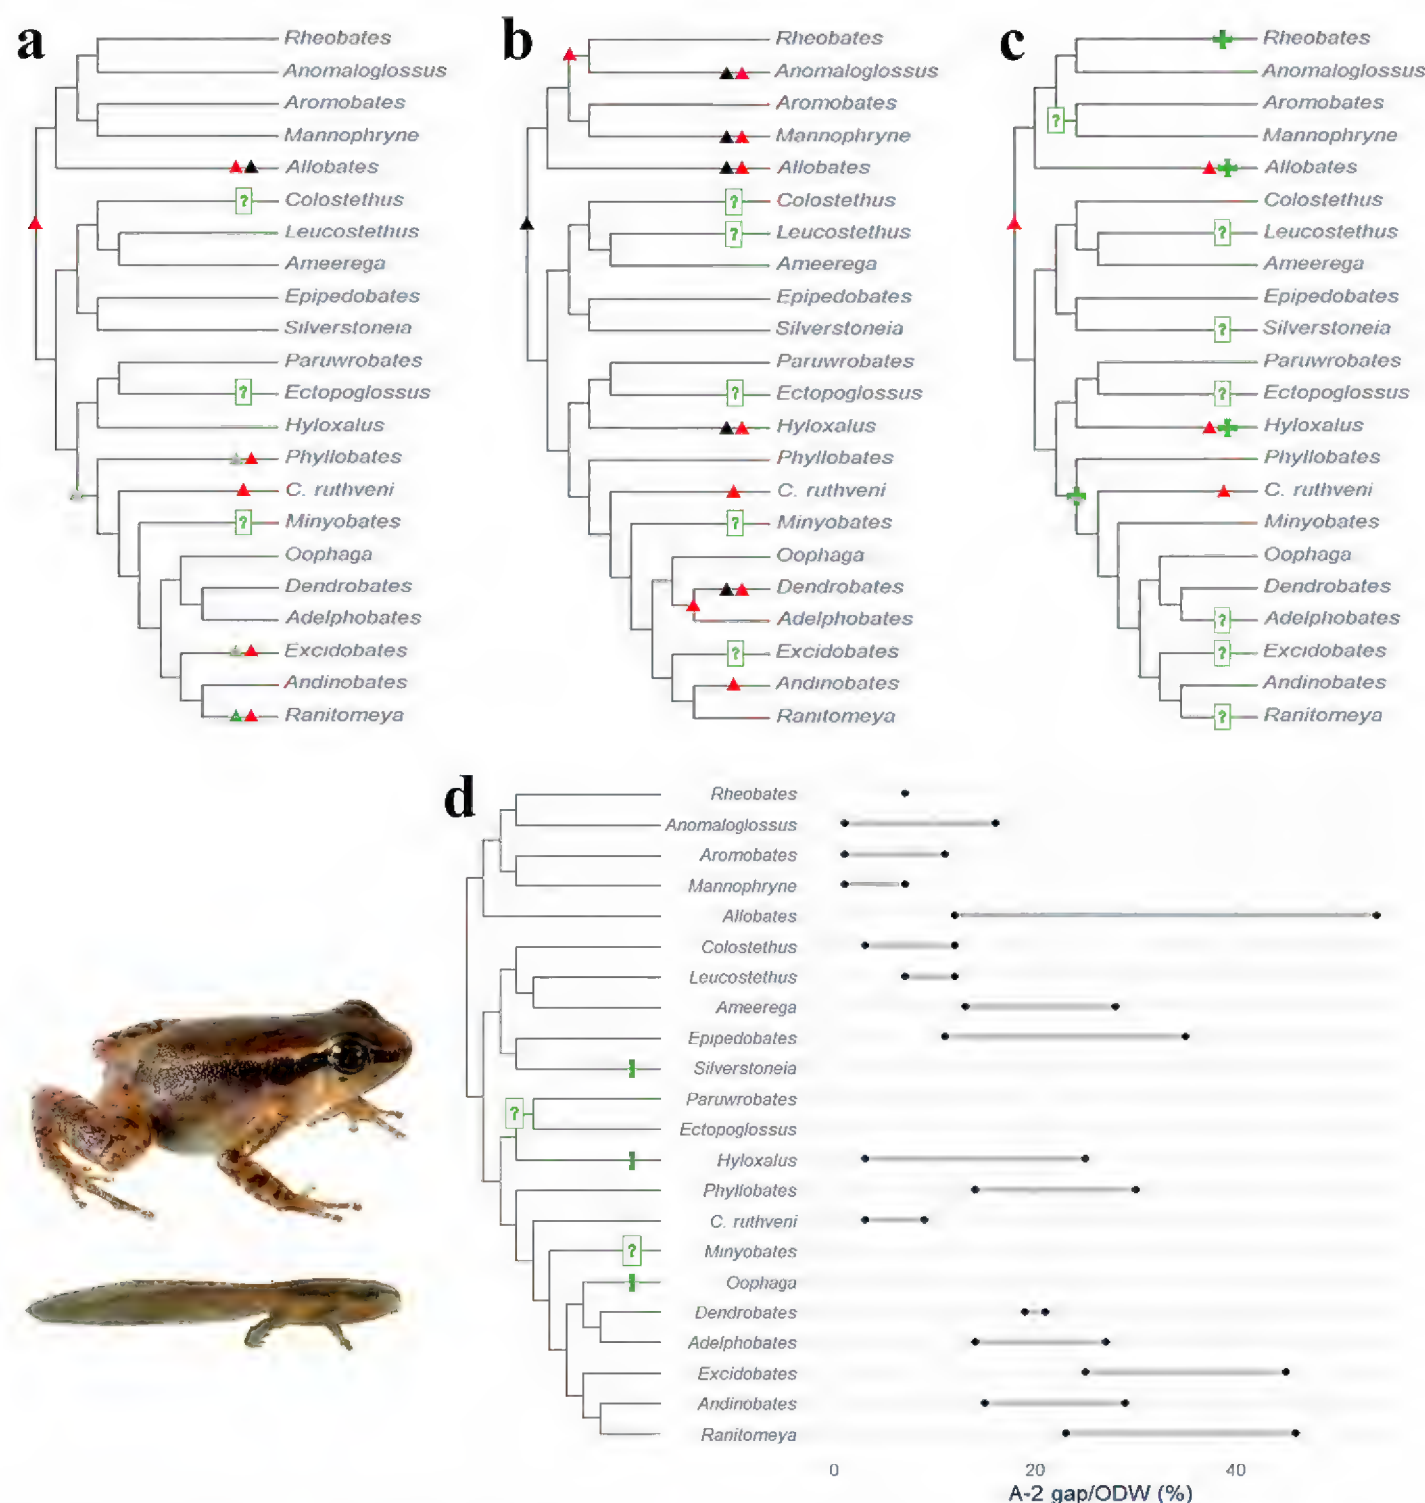 a
Rheobates
Anomaloglossus
Aromobates
Mannophryne
Allobates
?
Colostethus
Leucostethus
Ameerega
Epipedobates
Silverstoneia
Paruwrobates
?
Ectopoglossus
Hyloxalus
Phyllobates
C. ruthveni
?
Minyobates
Oophaga
Dendrobates
Adelphobates
Excidobates
Andinobates
Ranitomeya
b
Rheobates
Anomaloglossus
Aromobates
Mannophryne
Allobates
?
Colostethus
?
Leucostethus
Ameerega
Epipedobates
Silverstoneia
Paruwrobates
?
Ectopoglossus
Hyloxalus
Phyllobates
C. ruthveni
?
Minyobates
Oophaga
Dendrobates
Adelphobates
?
Excidobates
Andinobates
Ranitomeya
c
Rheobates
Anomaloglossus
Aromobates
?
Mannophryne
Allobates
Colostethus
?
Leucostethus
Ameerega
Epipedobates
?
Silverstoneia
Paruwrobates
?
Ectopoglossus
Hyloxalus
Phyllobates
C. ruthveni
Minyobates
Oophaga
Dendrobates
?
Adelphobates
?
Excidobates
Andinobates
?
Ranitomeya
d
Rheobates
Anomaloglossus
Aromobates
Mannophryne
Allobates
Colostethus
Leucostethus
Ameerega
Epipedobates
Silverstoneia
Paruwrobates
?
Ectopoglossus
Hyloxalus
Phyllobates
C. ruthveni
?
Minyobates
Oophaga
Dendrobates
Adelphobates
Excidobates
Andinobates
Ranitomeya
0 20 40
A-2 gap/ODW (%)